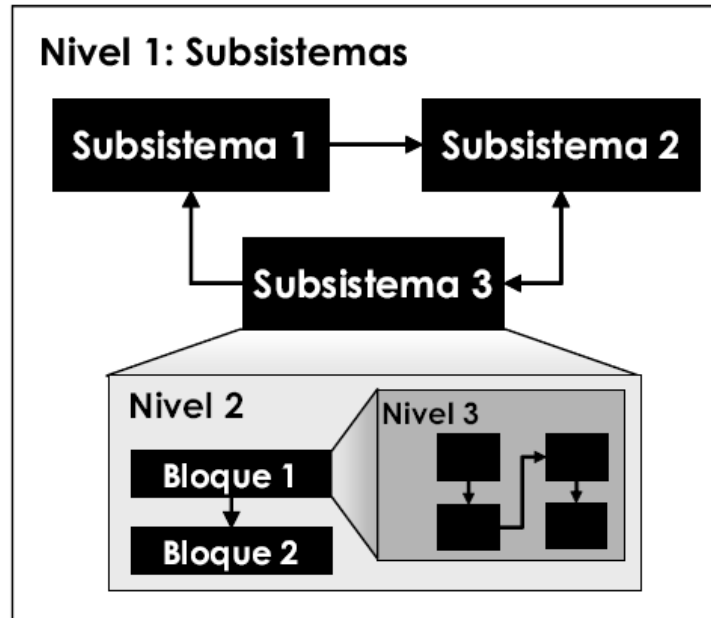 Nivel 1: Subsistemas
Subsistema 1
Subsistema 2
Subsistema 3
Nivel 2
Nivel 3
Bloque 1
Bloque 2